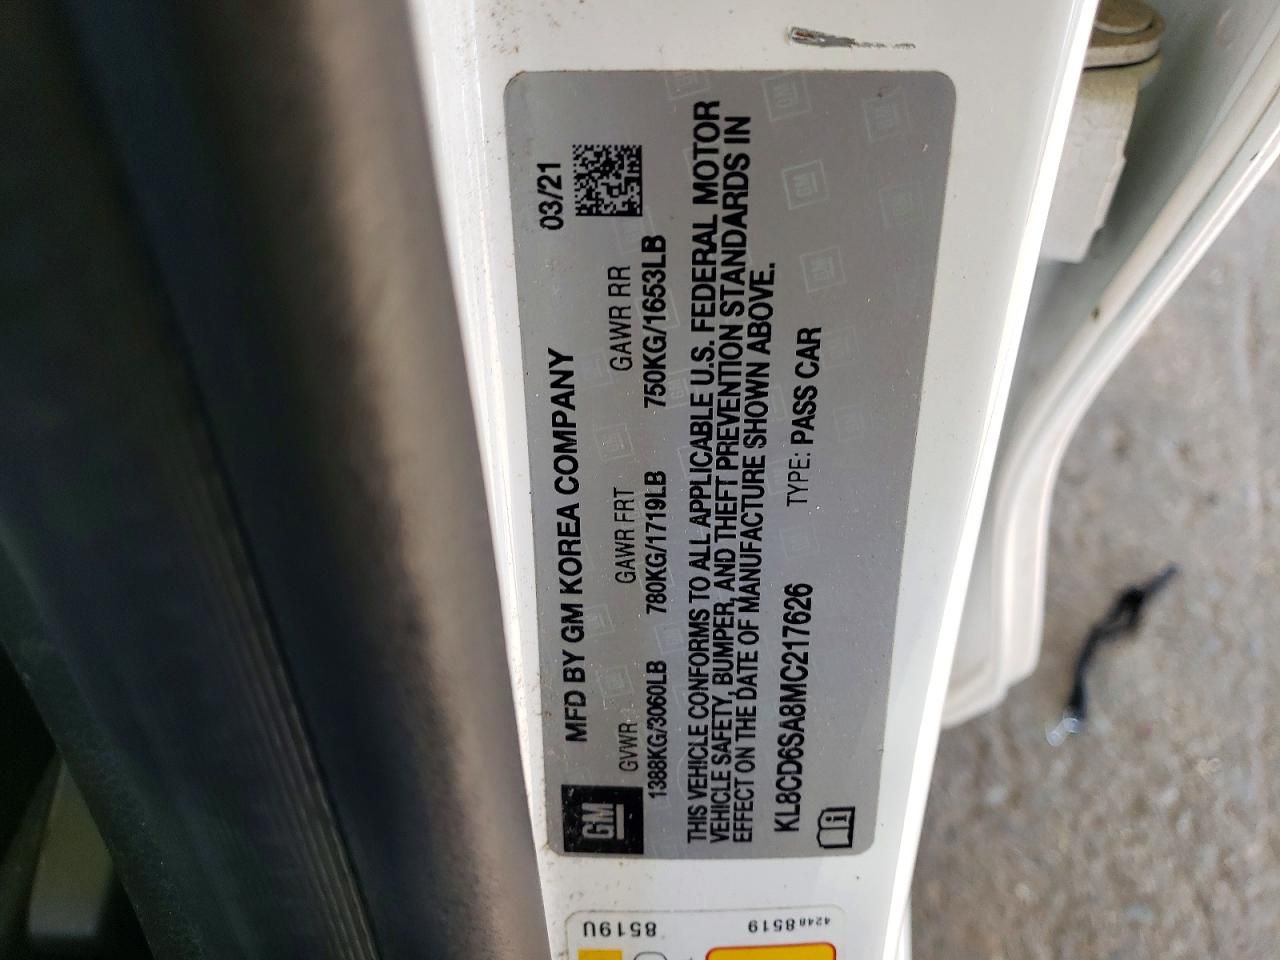 MFD BY GM KOREA COMPANY 03/21
GM
GVWR GAWR FRT GAWR RR
1388KG/3060LB 780KG/1719LB 750KG/1653LB
THIS VEHICLE CONFORMS TO ALL APPLICABLE U.S. FEDERAL MOTOR
VEHICLE SAFETY, BUMPER, AND THEFT PREVENTION STANDARDS IN
EFFECT ON THE DATE OF MANUFACTURE SHOWN ABOVE.
KL8CD6SA8MC217626 TYPE: PASS CAR
8519U
42488519